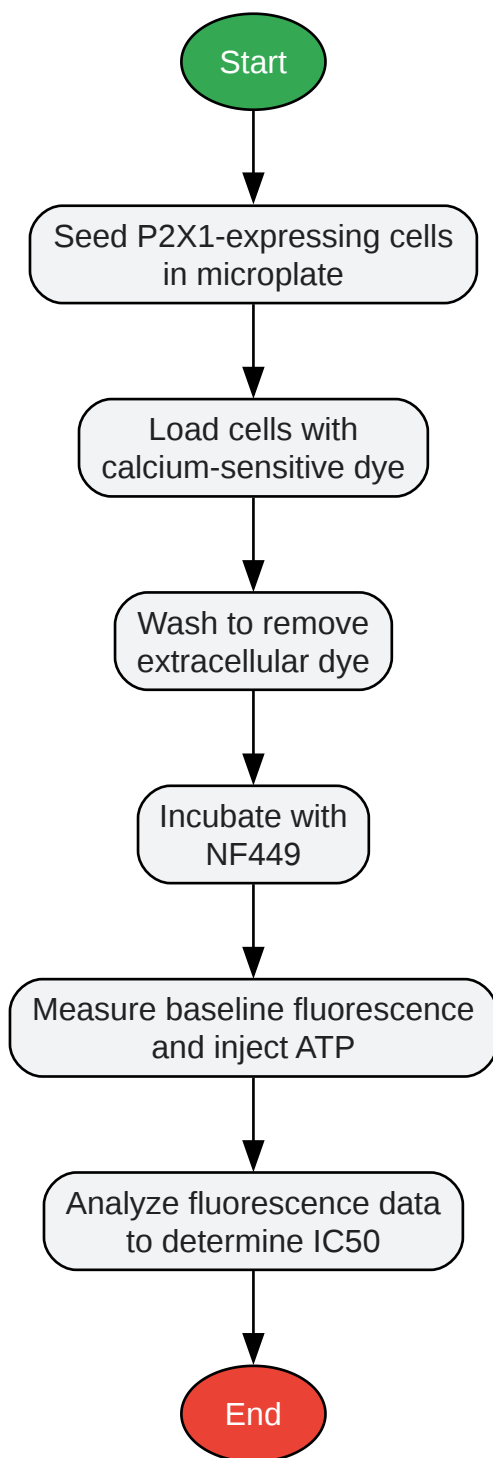 Start
Seed P2X1-expressing cells
in microplate
Load cells with
calcium-sensitive dye
Wash to remove
extracellular dye
Incubate with
NF449
Measure baseline fluorescence
and inject ATP
Analyze fluorescence data
to determine IC50
End